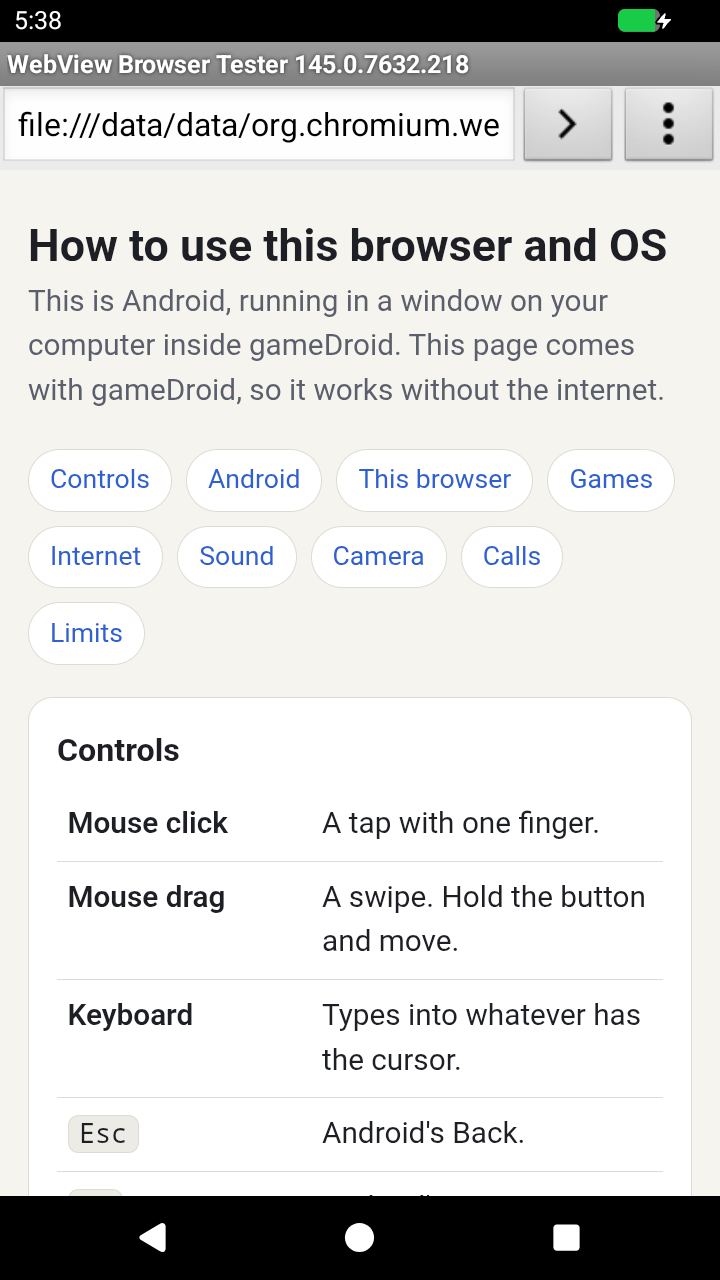 5:38
WebView Browser Tester 145.0.7632.218
file:///data/data/org.chromium.we
How to use this browser and OS
This is Android, running in a window on your
computer inside gameDroid. This page comes
with gameDroid, so it works without the internet.
Controls Android This browser Games
Internet Sound Camera Calls
Limits
Controls
Mouse click A tap with one finger.
Mouse drag A swipe. Hold the button
and move.
Keyboard Types into whatever has
the cursor.
Esc Android's Back.